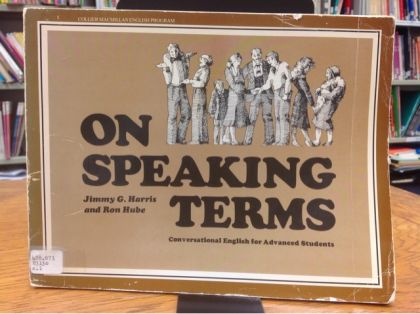 COLLIER MACMILLAN ENGLISH PROGRAM
ON
SPEAKING
TERMS
Jimmy G. Harris
and Ron Hube
Conversational English for Advanced Students